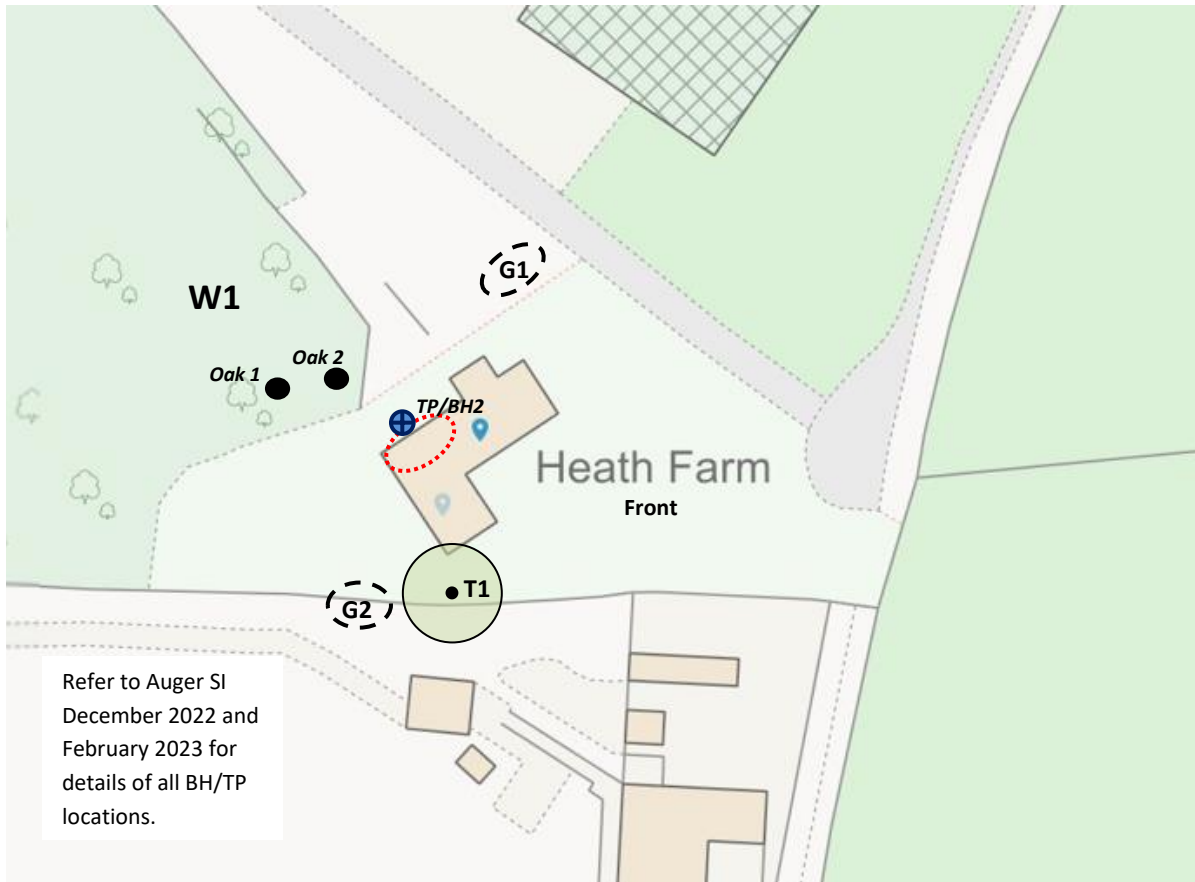 G1
W1
Oak 2
Oak 1
TP/BH2
Heath Farm
Front
T1
G2
Refer to Auger SI
December 2022 and
February 2023 for
details of all BH/TP
locations.